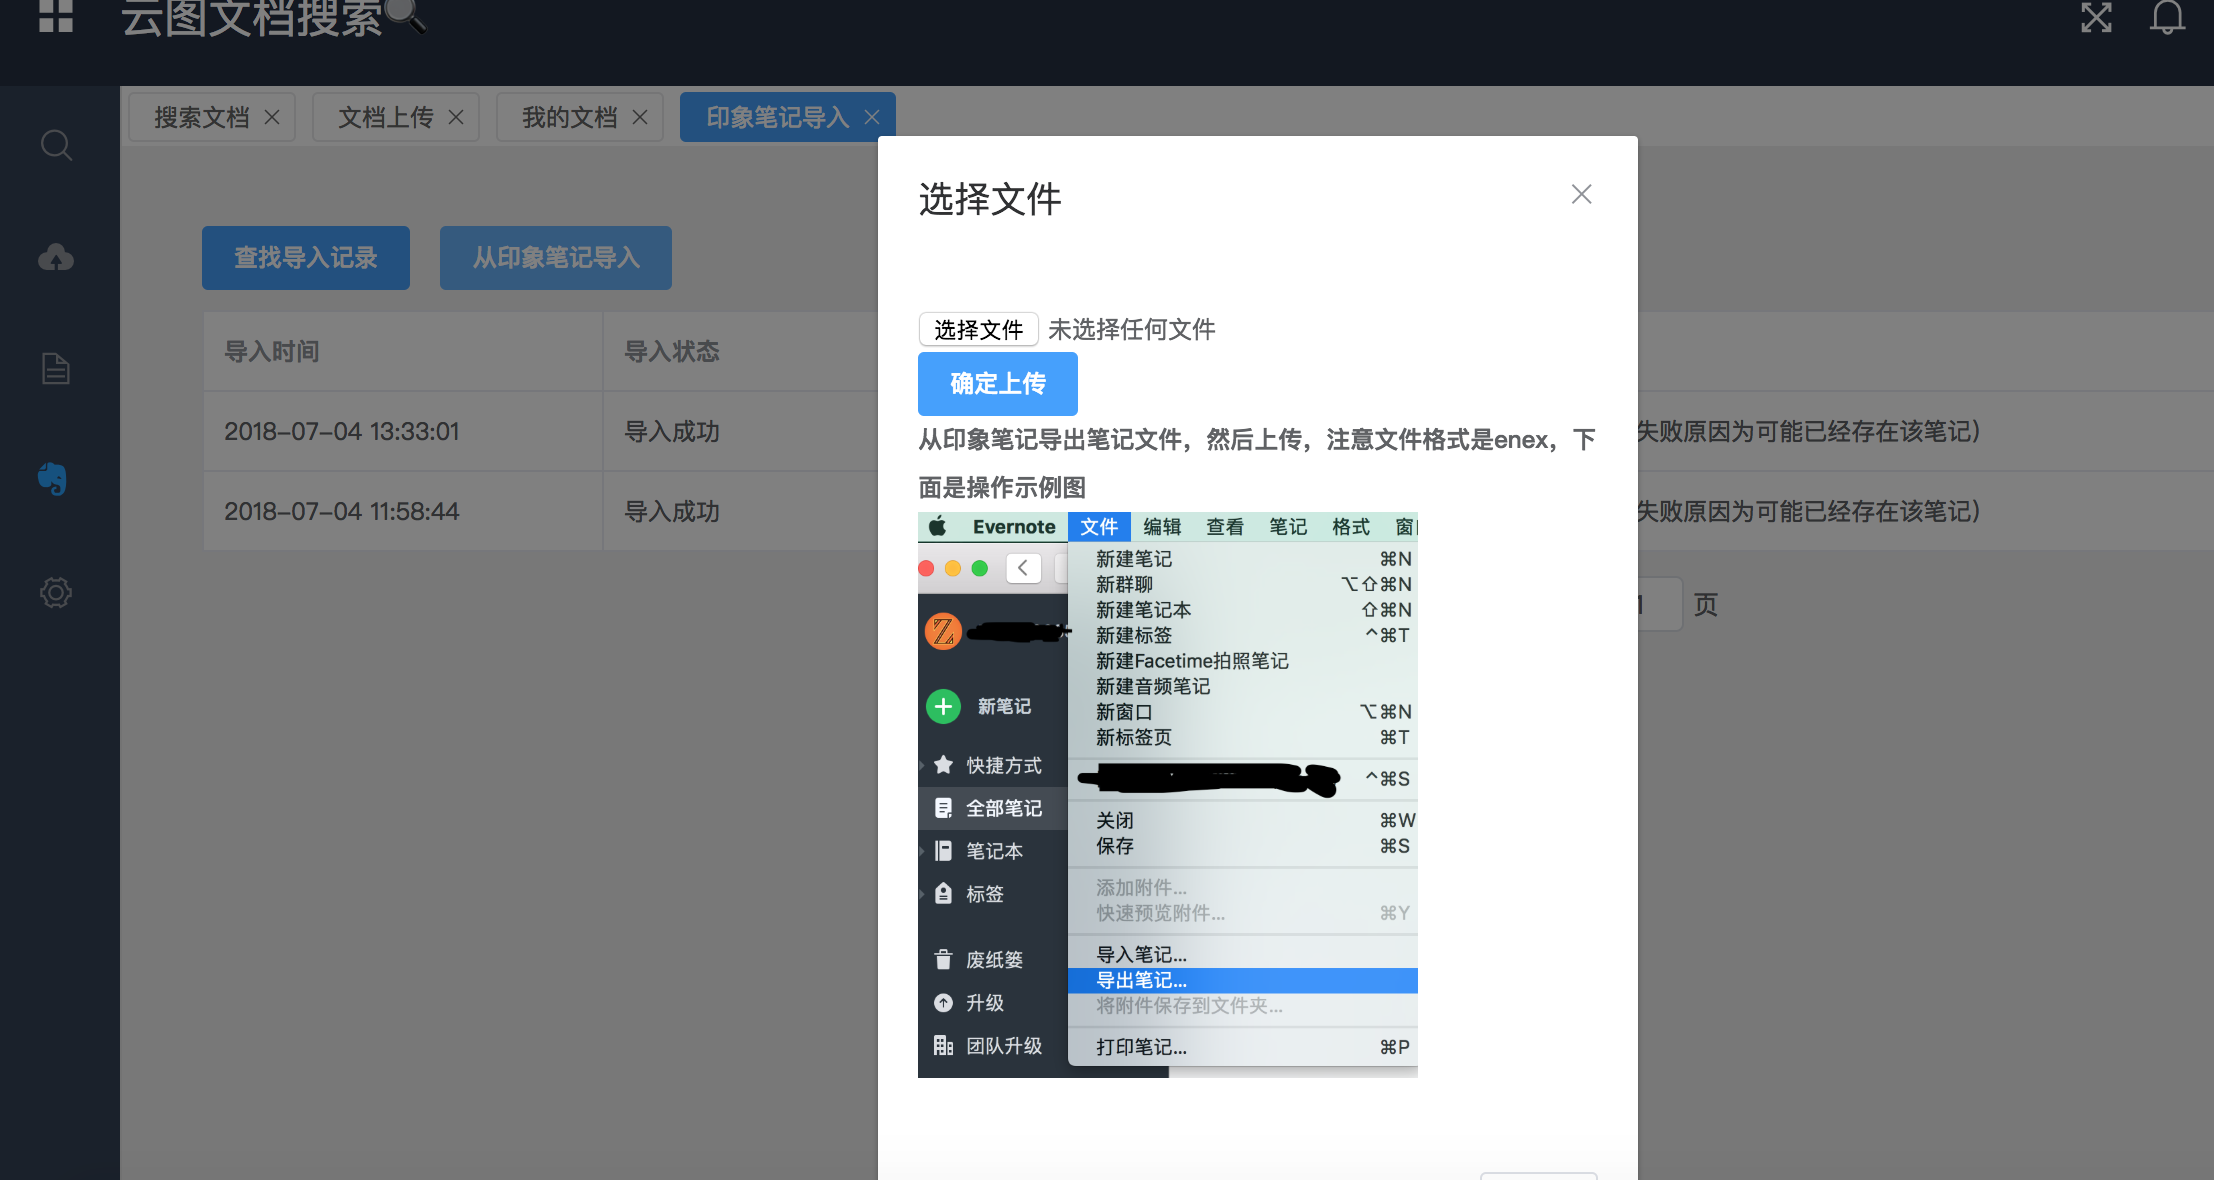 云图文档搜索
搜索文档 文档上传 我的文档 印象笔记导入
查找导入记录 从印象笔记导入
导入时间 导入状态
2018-07-04 13:33:01 导入成功 失败原因为可能已经存在该笔记）
2018-07-04 11:58:44 导入成功 失败原因为可能已经存在该笔记）
页
选择文件
选择文件 未选择任何文件
确定上传
从印象笔记导出笔记文件，然后上传，注意文件格式是enex，下
面是操作示例图
Evernote 文件 编辑 查看 笔记 格式 窗
新建笔记 ⌘N
新群聊 ⌥⇧⌘N
新建笔记本 ⇧⌘N
新建标签 ^⌘T
新建Facetime拍照笔记
新建音频笔记
新窗口 ⌥⌘N
新标签页 ⌘T
^⌘S
关闭 ⌘W
保存 ⌘S
添加附件...
快速预览附件... ⌘Y
导入笔记...
导出笔记...
将附件保存到文件夹...
打印笔记... ⌘P
新笔记
快捷方式
全部笔记
笔记本
标签
废纸篓
升级
团队升级